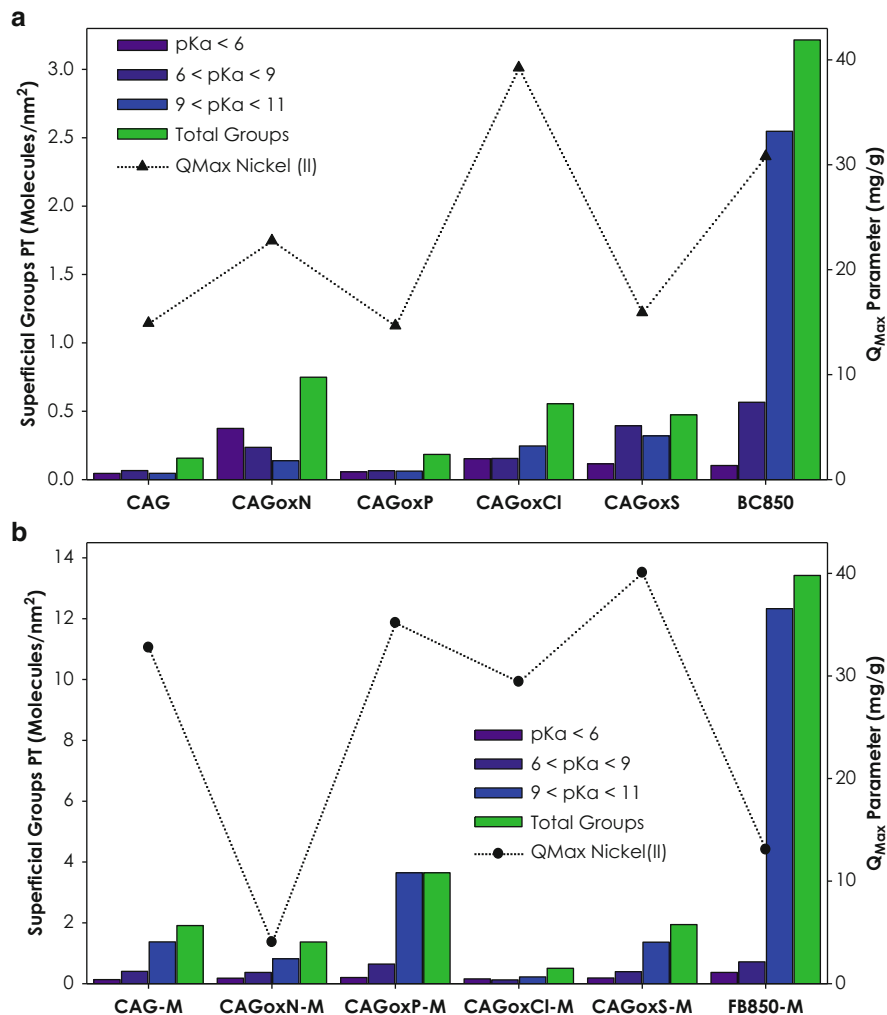 a
Superficial Groups PT (Molecules/nm²)
3.0
2.5
2.0
1.5
1.0
0.5
0.0
pKa < 6
6 < pKa < 9
9 < pKa < 11
Total Groups
QMax Nickel (II)
40
30
20
10
0
QMax Parameter (mg/g)
CAG CAGoxN CAGoxP CAGoxCl CAGoxS BC850
b
Superficial Groups PT (Molecules/nm²)
14
12
10
8
6
4
2
0
pKa < 6
6 < pKa < 9
9 < pKa < 11
Total Groups
QMax Nickel(II)
40
30
20
10
0
QMax Parameter (mg/g)
CAG-M CAGoxN-M CAGoxP-M CAGoxCl-M CAGoxS-M FB850-M